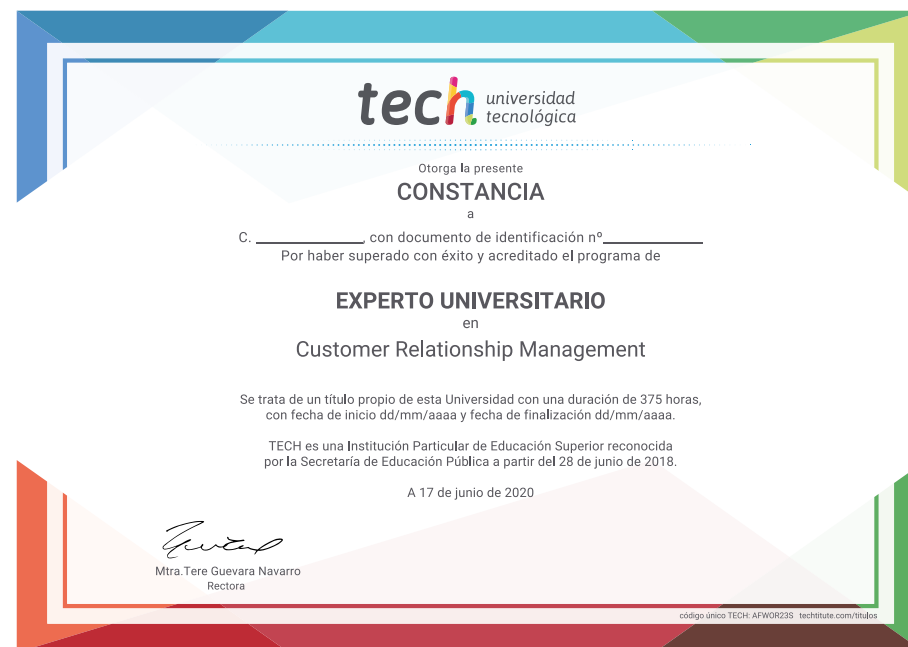 tech universidad
tecnológica
Otorga la presente
CONSTANCIA
a
C. ______________, con documento de identificación nº_____________
Por haber superado con éxito y acreditado el programa de
EXPERTO UNIVERSITARIO
en
Customer Relationship Management
Se trata de un título propio de esta Universidad con una duración de 375 horas,
con fecha de inicio dd/mm/aaaa y fecha de finalización dd/mm/aaaa.
TECH es una Institución Particular de Educación Superior reconocida
por la Secretaría de Educación Pública a partir del 28 de junio de 2018.
A 17 de junio de 2020
Mtra.Tere Guevara Navarro
Rectora
código único TECH: AFWOR23S techtitute.com/titulos